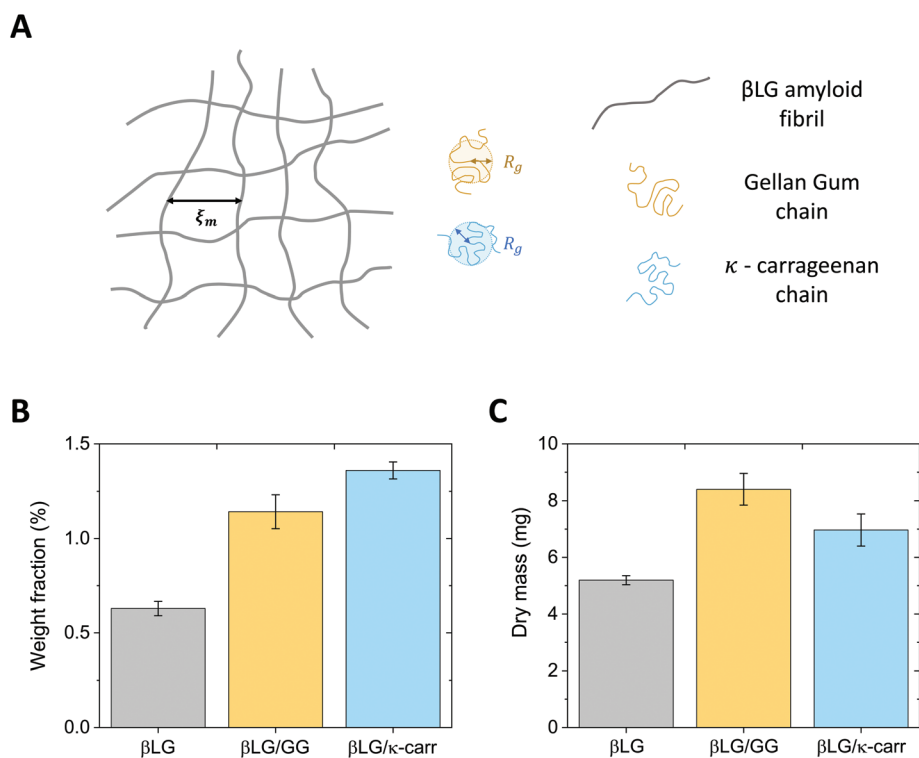 A
ξm
Rg
Rg
βLG amyloid
fibril
Gellan Gum
chain
κ - carrageenan
chain
B
Weight fraction (%)
1.5
1.0
0.5
0.0
βLG
βLG/GG
βLG/κ-carr
C
Dry mass (mg)
10
8
6
4
2
0
βLG
βLG/GG
βLG/κ-carr